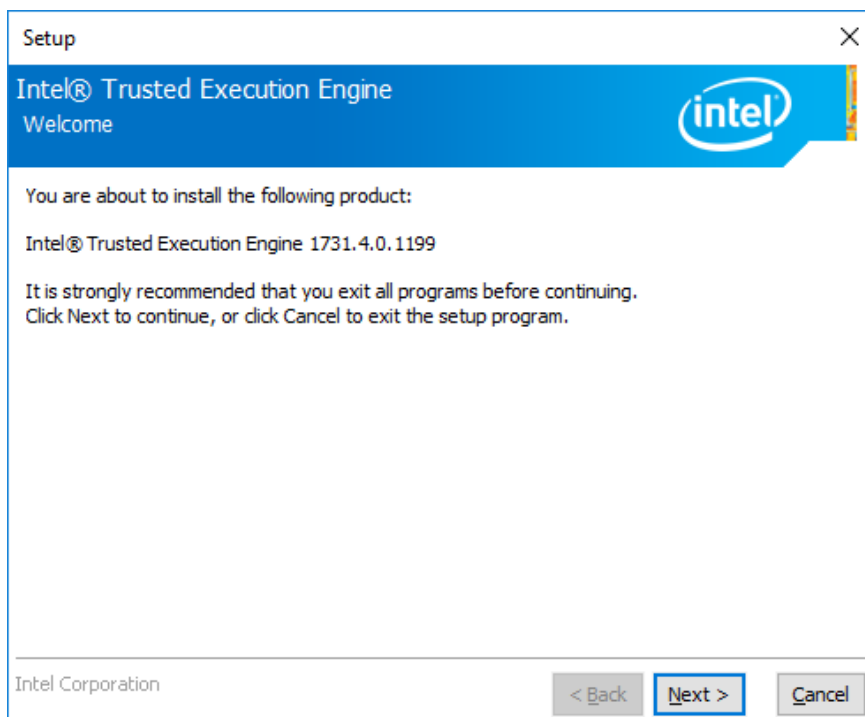 Setup
Intel® Trusted Execution Engine
Welcome
intel
You are about to install the following product:
Intel® Trusted Execution Engine 1731.4.0.1199
It is strongly recommended that you exit all programs before continuing.
Click Next to continue, or click Cancel to exit the setup program.
Intel Corporation
< Back Next > Cancel